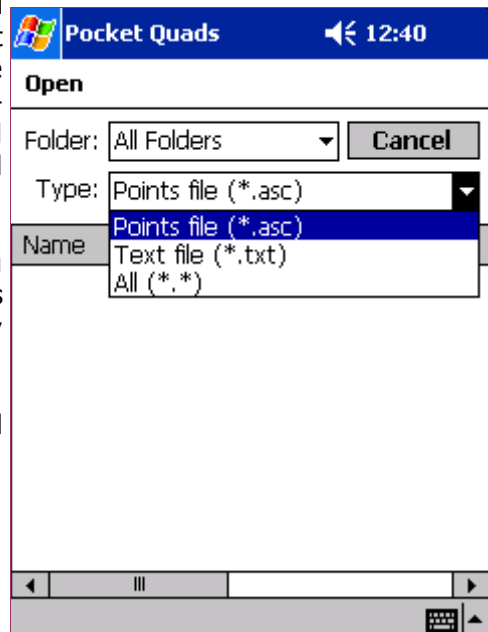 Pocket Quads 12:40
Open
Folder: All Folders Cancel
Type: Points file (*.asc)
Points file (*.asc)
Name
Text file (*.txt)
All (*.*)